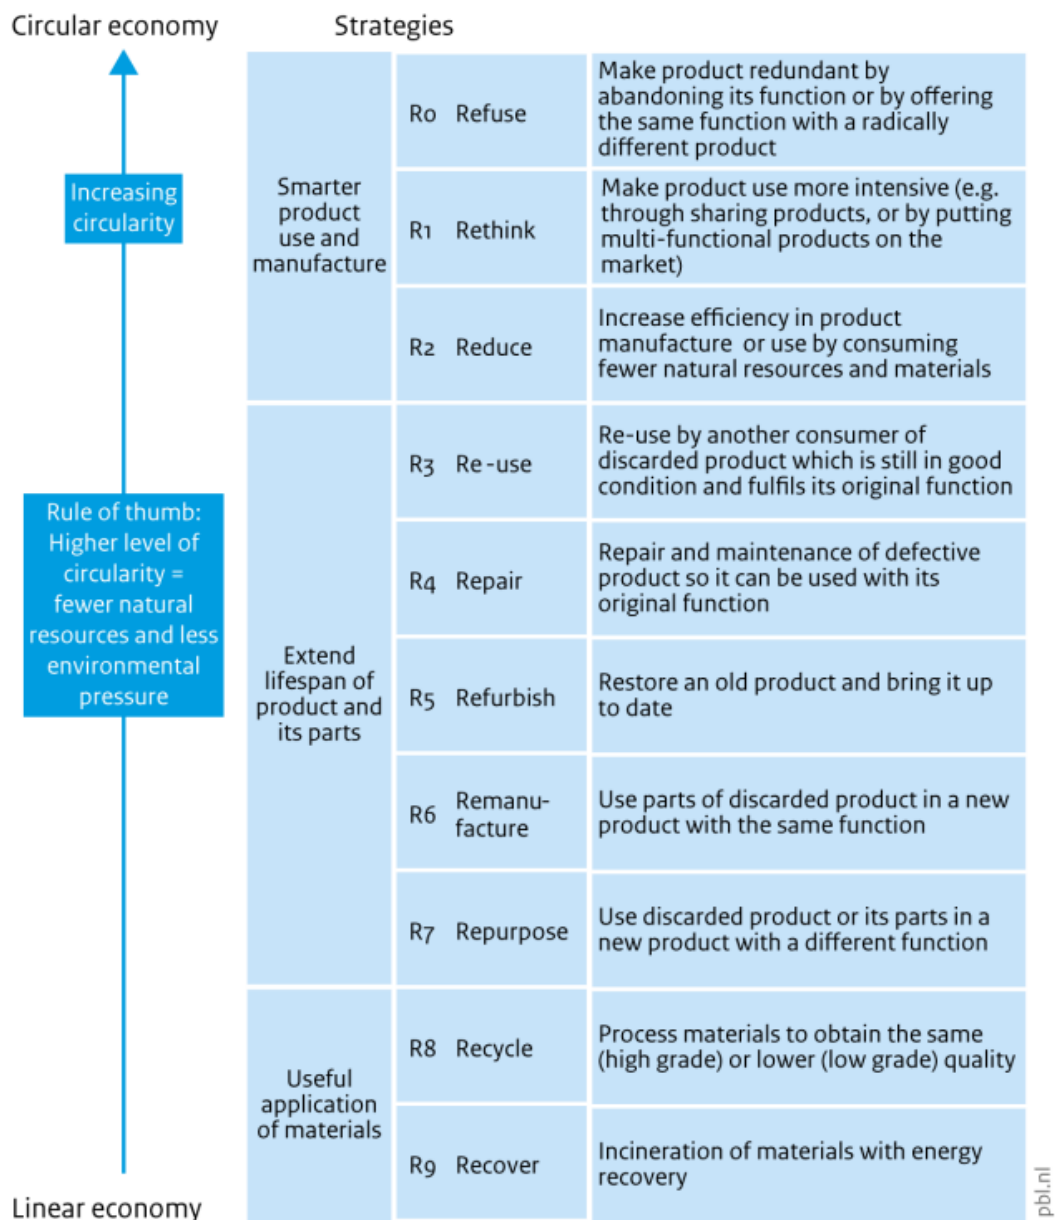 Circular economy
Strategies
Increasing
circularity
Rule of thumb:
Higher level of
circularity =
fewer natural
resources and less
environmental
pressure
Linear economy
Smarter
product
use and
manufacture
R0 Refuse
Make product redundant by
abandoning its function or by offering
the same function with a radically
different product
R1 Rethink
Make product use more intensive (e.g.
through sharing products, or by putting
multi-functional products on the
market)
R2 Reduce
Increase efficiency in product
manufacture or use by consuming
fewer natural resources and materials
Extend
lifespan of
product and
its parts
R3 Re-use
Re-use by another consumer of
discarded product which is still in good
condition and fulfils its original function
R4 Repair
Repair and maintenance of defective
product so it can be used with its
original function
R5 Refurbish
Restore an old product and bring it up
to date
R6 Remanu-
facture
Use parts of discarded product in a new
product with the same function
R7 Repurpose
Use discarded product or its parts in a
new product with a different function
Useful
application
of materials
R8 Recycle
Process materials to obtain the same
(high grade) or lower (low grade) quality
R9 Recover
Incineration of materials with energy
recovery
pbl.nl